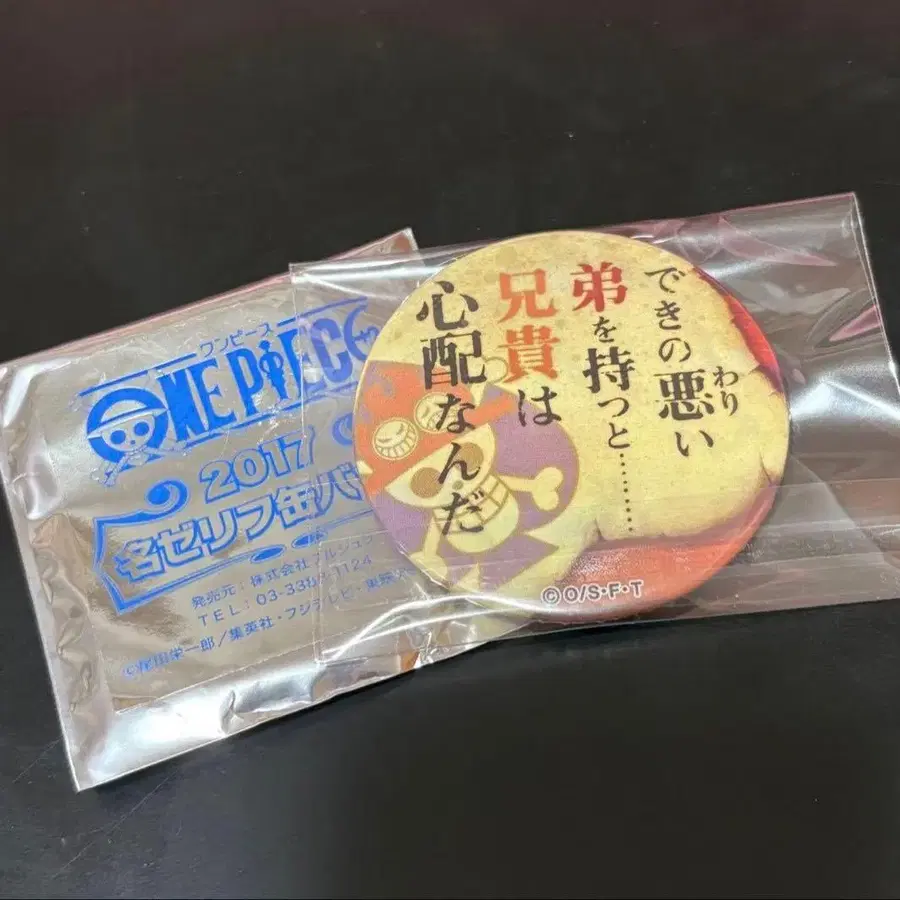 ワンピース
ONE PIECE
2017
名ゼリフ缶バ
発売元:株式会社
TEL:03-338 -1124
©尾田栄一郎/集英社・フジテレビ・東映
できの悪い
わり
弟を持つと………
兄貴は
心配なんだ
©O/S・F・T